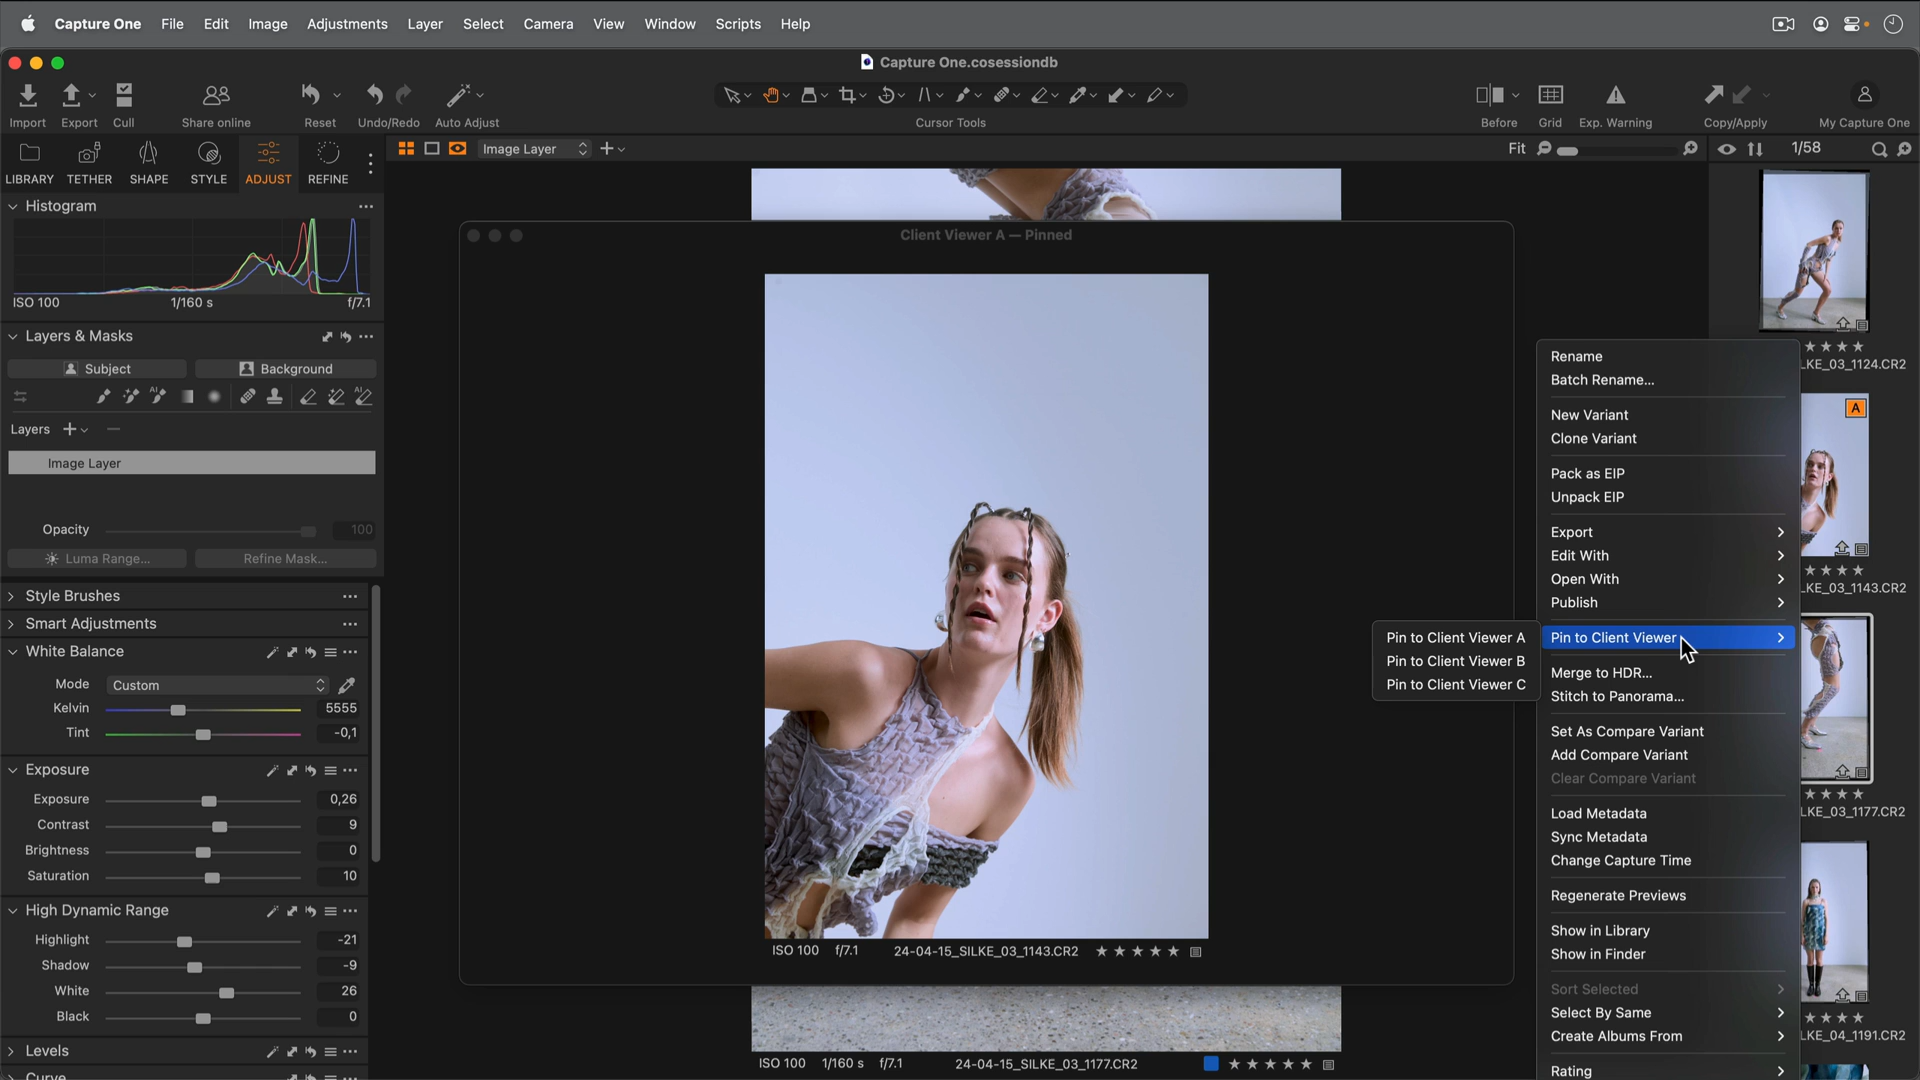 Capture One File Edit Image Adjustments Layer Select Camera View Window Scripts Help
Capture One.cosessiondb
Import Export Cull Share online Reset Undo/Redo Auto Adjust Cursor Tools Before Grid Exp. Warning Copy/Apply My Capture One
LIBRARY TETHER SHAPE STYLE ADJUST REFINE
Image Layer
Fit
1/58
Histogram
ISO 100 1/160 s f/7.1
Layers & Masks
Subject Background
AI AI
Layers
Image Layer
Opacity 100
Luma Range... Refine Mask...
Style Brushes
Smart Adjustments
White Balance
Mode Custom
Kelvin 5555
Tint -0,1
Exposure
Exposure 0,26
Contrast 9
Brightness 0
Saturation 10
High Dynamic Range
Highlight -21
Shadow -9
White 26
Black 0
Levels
Curve
Client Viewer A — Pinned
ISO 100 f/7.1 24-04-15_SILKE_03_1143.CR2
ISO 100 1/160 s f/7.1 24-04-15_SILKE_03_1177.CR2
Pin to Client Viewer A
Pin to Client Viewer B
Pin to Client Viewer C
Rename
Batch Rename...
New Variant
Clone Variant
Pack as EIP
Unpack EIP
Export
Edit With
Open With
Publish
Pin to Client Viewer
Merge to HDR...
Stitch to Panorama...
Set As Compare Variant
Add Compare Variant
Clear Compare Variant
Load Metadata
Sync Metadata
Change Capture Time
Regenerate Previews
Show in Library
Show in Finder
Sort Selected
Select By Same
Create Albums From
Rating
LKE_03_1124.CR2
A
KE_03_1143.CR2
LKE_03_1177.CR2
LKE_04_1191.CR2